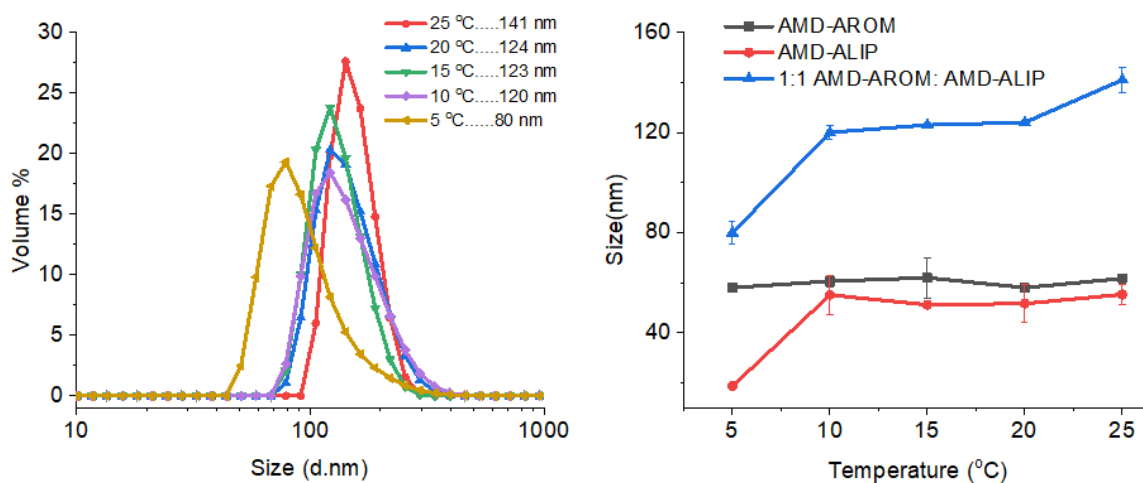 30
25
20
15
10
5
0
Volume %
10
100
1000
Size (d.nm)
25 °C.....141 nm
20 °C.....124 nm
15 °C.....123 nm
10 °C.....120 nm
5 °C......80 nm
160
120
80
40
Size(nm)
5
10
15
20
25
Temperature (°C)
AMD-AROM
AMD-ALIP
1:1 AMD-AROM: AMD-ALIP